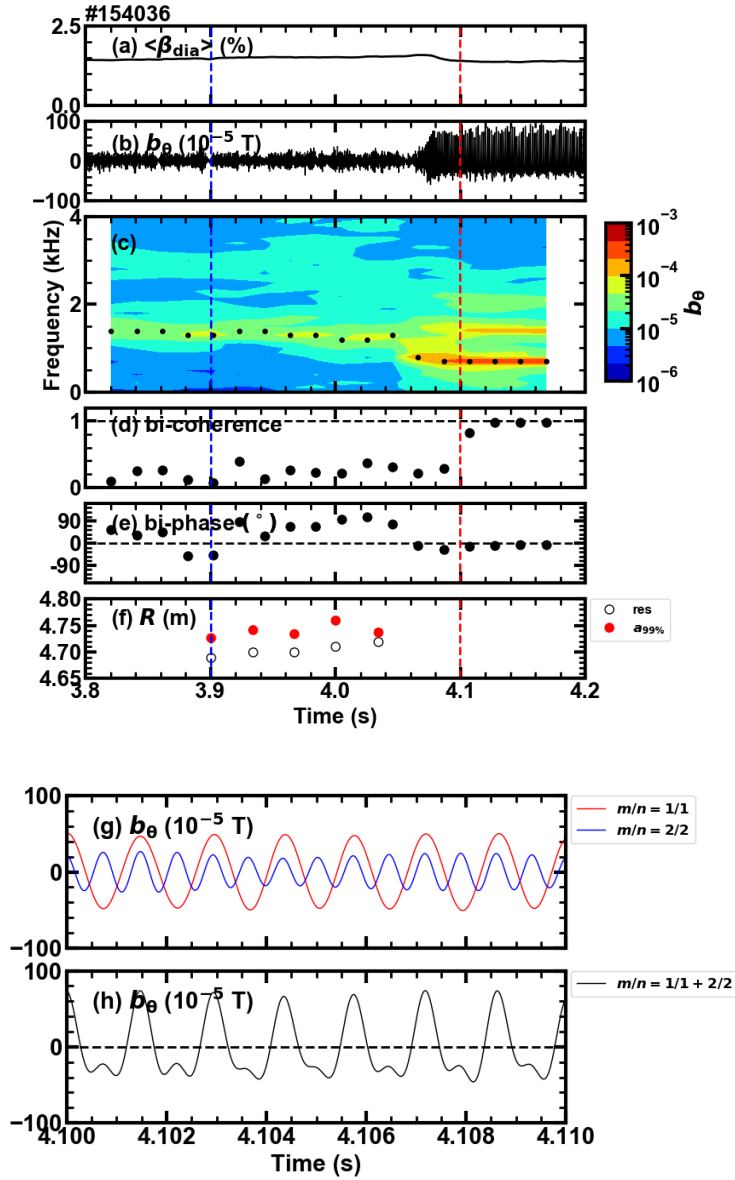 #154036
(a) <β_dia> (%)
2.5
0.0
(b) b_θ (10⁻⁵ T)
100
0
−100
(c)
Frequency (kHz)
4
2
0
10⁻³
10⁻⁴
10⁻⁵
10⁻⁶
b_θ
(d) bi-coherence
1
0
(e) bi-phase (°)
90
0
-90
(f) R (m)
4.80
4.75
4.70
4.65
res
a_99%
3.8 3.9 4.0 4.1 4.2
Time (s)
(g) b_θ (10⁻⁵ T)
100
0
−100
m/n = 1/1
m/n = 2/2
(h) b_θ (10⁻⁵ T)
100
0
−100
m/n = 1/1 + 2/2
4.100 4.102 4.104 4.106 4.108 4.110
Time (s)